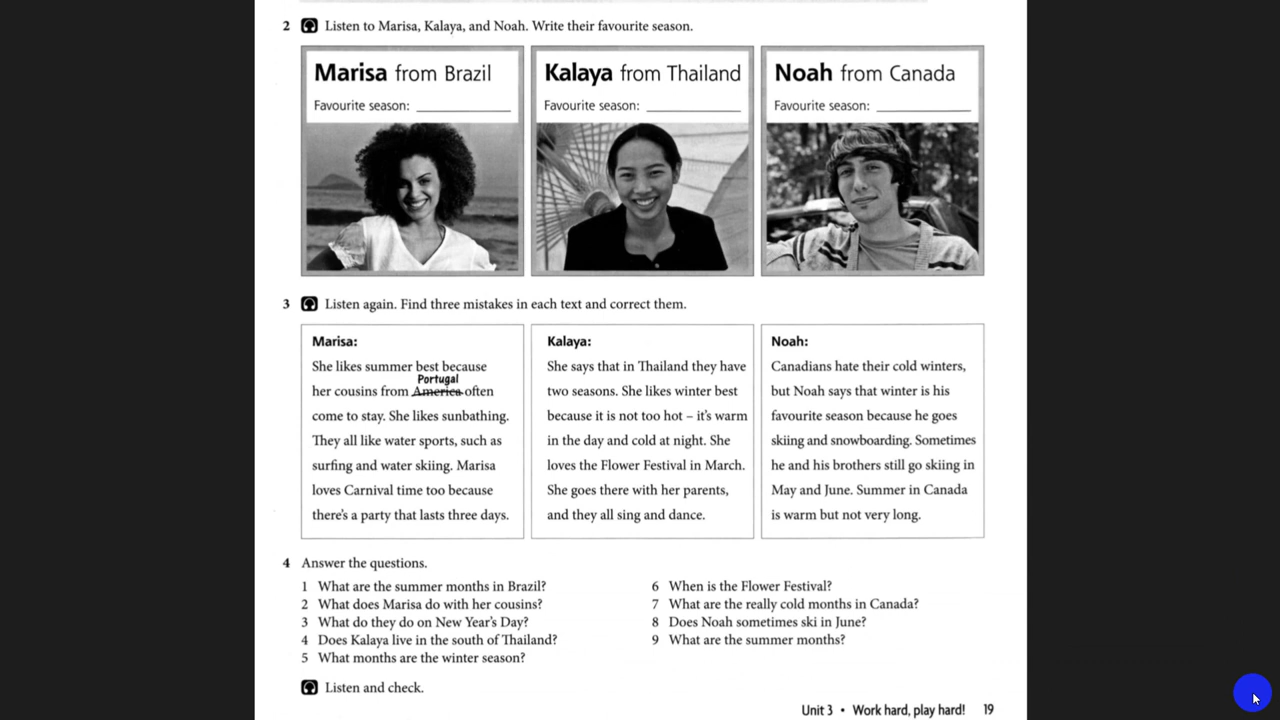 2 Listen to Marisa, Kalaya, and Noah. Write their favourite season.
Marisa from Brazil
Favourite season: ____________
Kalaya from Thailand
Favourite season: ____________
Noah from Canada
Favourite season: ____________
3 Listen again. Find three mistakes in each text and correct them.
Marisa:
She likes summer best because
Portugal
her cousins from America often
come to stay. She likes sunbathing.
They all like water sports, such as
surfing and water skiing. Marisa
loves Carnival time too because
there's a party that lasts three days.
Kalaya:
She says that in Thailand they have
two seasons. She likes winter best
because it is not too hot – it's warm
in the day and cold at night. She
loves the Flower Festival in March.
She goes there with her parents,
and they all sing and dance.
Noah:
Canadians hate their cold winters,
but Noah says that winter is his
favourite season because he goes
skiing and snowboarding. Sometimes
he and his brothers still go skiing in
May and June. Summer in Canada
is warm but not very long.
4 Answer the questions.
1 What are the summer months in Brazil?
2 What does Marisa do with her cousins?
3 What do they do on New Year's Day?
4 Does Kalaya live in the south of Thailand?
5 What months are the winter season?
6 When is the Flower Festival?
7 What are the really cold months in Canada?
8 Does Noah sometimes ski in June?
9 What are the summer months?
Listen and check.
Unit 3 • Work hard, play hard! 19